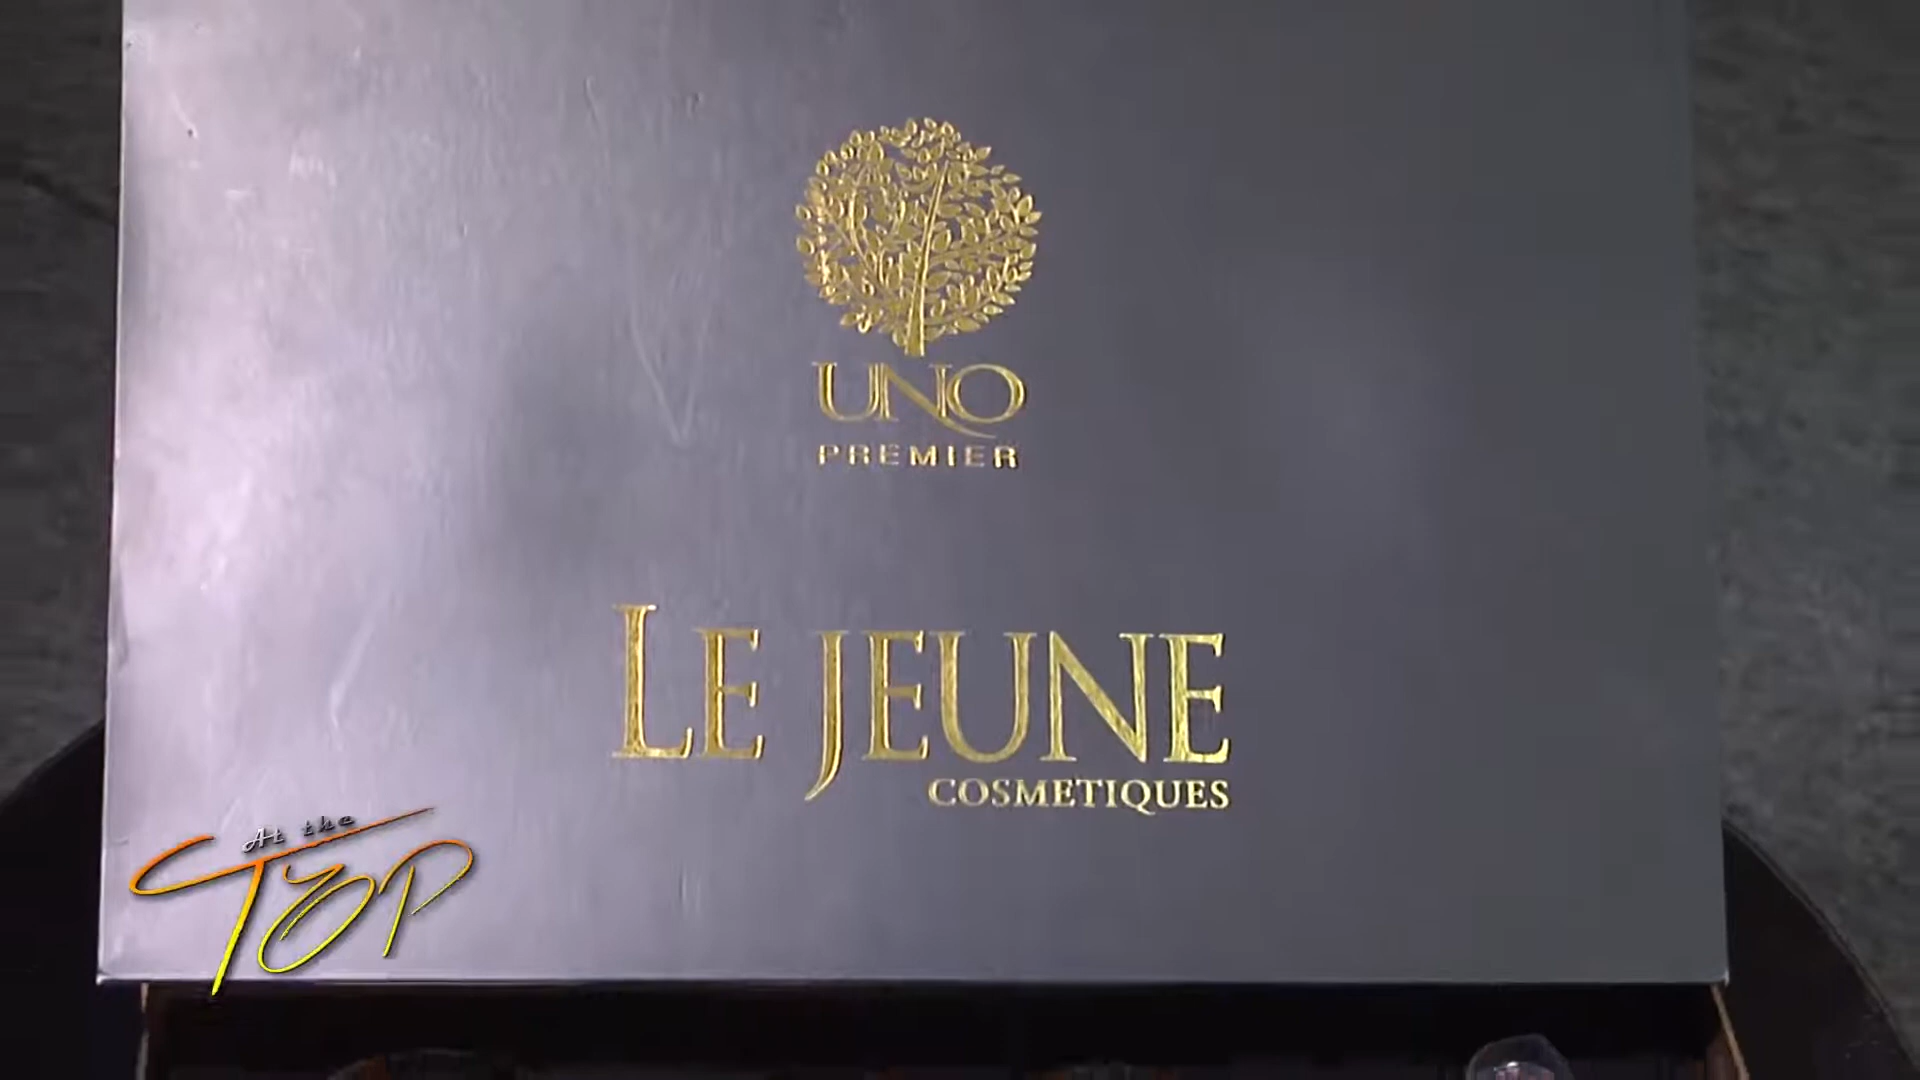 UNO
PREMIER
LE JEUNE
COSMETIQUES
At the
TOP